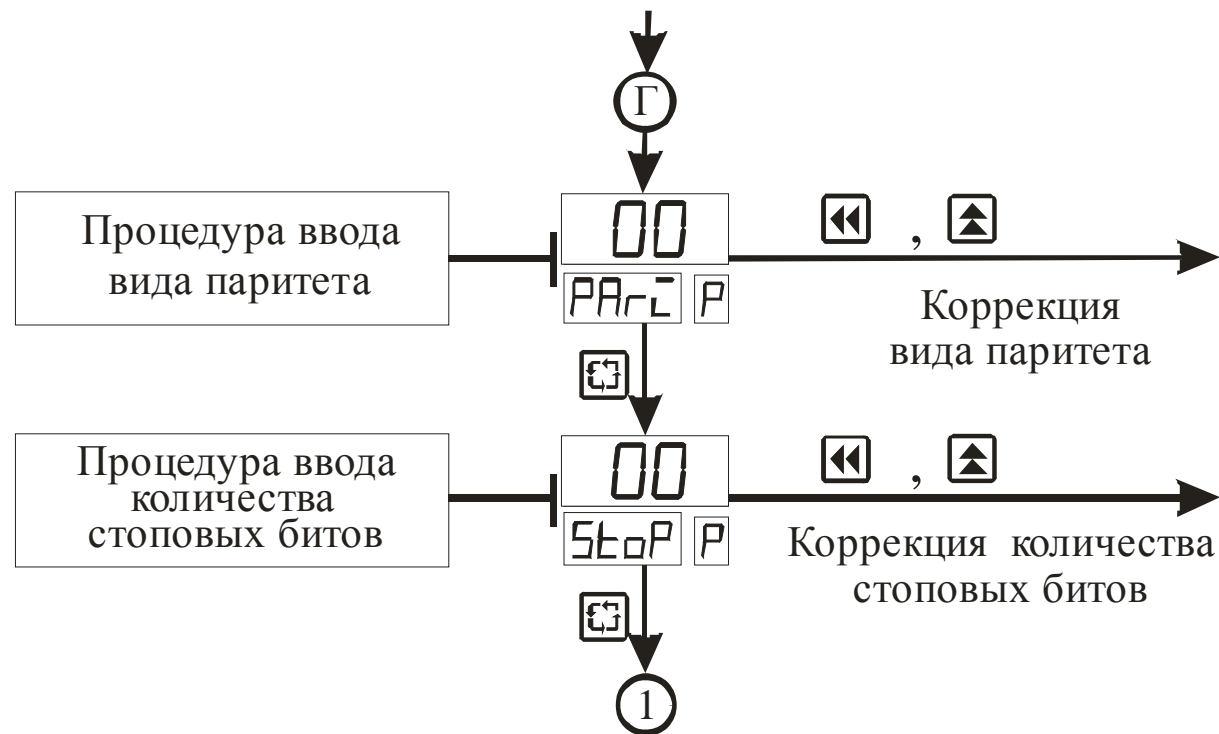 Г
Процедура ввода
вида паритета
00
PAri P
,
Коррекция
вида паритета
Процедура ввода
количества
стоповых битов
00
StoP P
,
Коррекция количества
стоповых битов
1